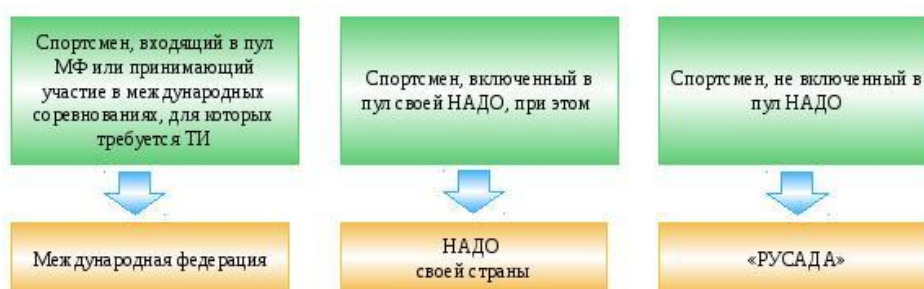 Спортсмен, входящий в пул
МФ или принимающий
участие в международных
соревнованиях, для которых
требуется ТИ
Спортсмен, включенный в
пул своей НАДО, при этом
Спортсмен, не включенный в
пул НАДО
Международная федерация
НАДО
своей страны
«РУСАДА»